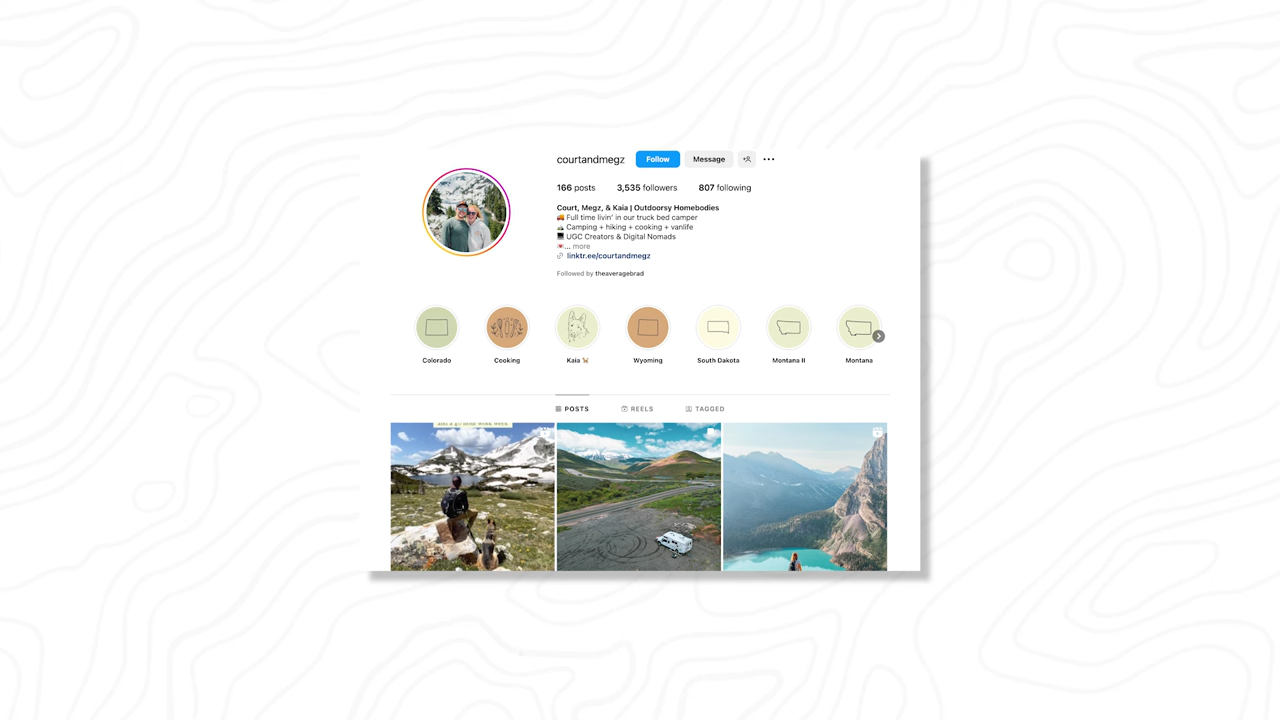 courtandmegz Follow Message
166 posts 3,535 followers 807 following
Court, Megz, & Kaia | Outdoorsy Homebodies
🚚 Full time livin' in our truck bed camper
🏔 Camping + hiking + cooking + vanlife
💻 UGC Creators & Digital Nomads
💌... more
linktr.ee/courtandmegz
Followed by theaveragebrad
Colorado Cooking Kaia 🐕 Wyoming South Dakota Montana II Montana
POSTS REELS TAGGED